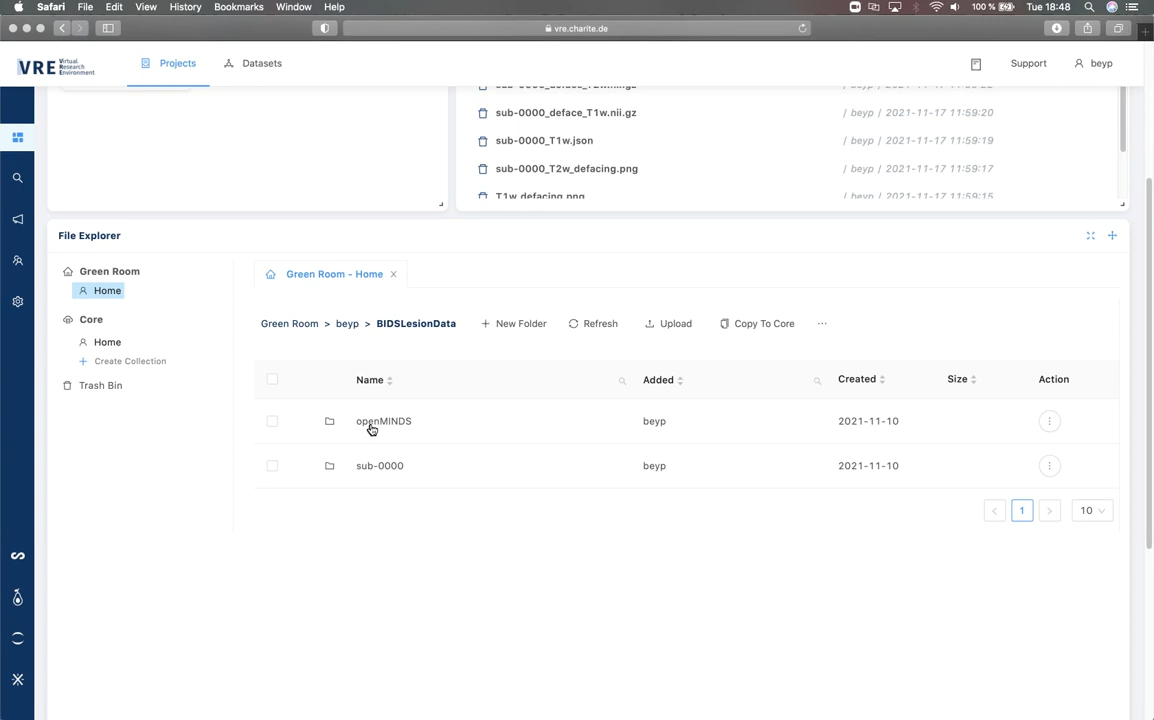 Safari File Edit View History Bookmarks Window Help 100 % Tue 18:48
vre.charite.de
VRE Virtual Research Environment Projects Datasets Support beyp
sub-0000_deface_T1w.nii.gz / beyp / 2021-11-17 11:59:20
sub-0000_T1w.json / beyp / 2021-11-17 11:59:19
sub-0000_T2w_defacing.png / beyp / 2021-11-17 11:59:17
T1w_defacing.png / beyp / 2021-11-17 11:59:15
File Explorer
Green Room
Home
Core
Home
+ Create Collection
Trash Bin
Green Room - Home ×
Green Room > beyp > BIDSLesionData + New Folder Refresh Upload Copy To Core ...
Name Added Created Size Action
openMINDS beyp 2021-11-10
sub-0000 beyp 2021-11-10
< 1 > 10